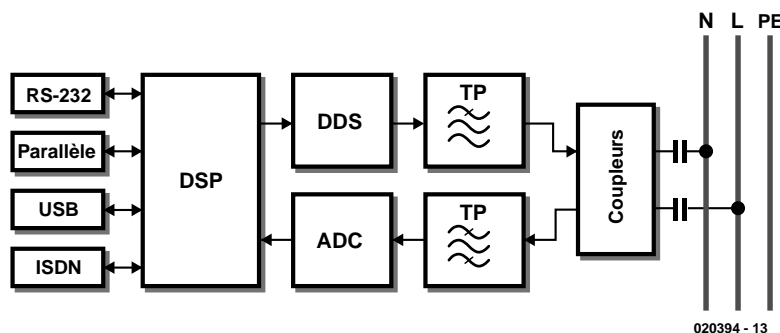 N L PE
RS-232
Parallèle
USB
ISDN
DSP
DDS
TP
ADC
TP
Coupleurs
020394 - 13